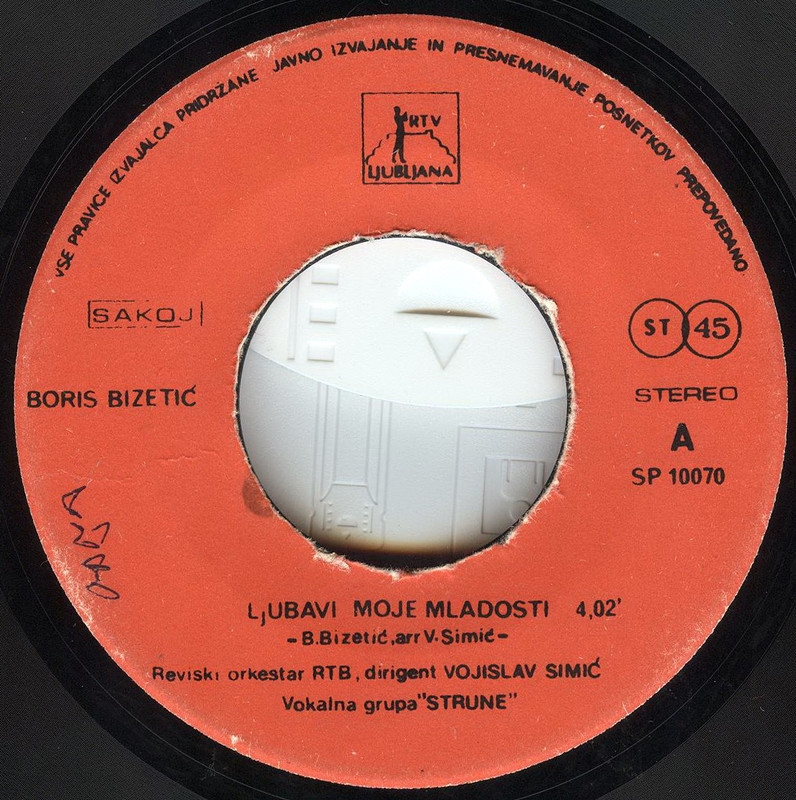 VSE PRAVICE IZVAJALCA PRIDRŽANE JAVNO IZVAJANJE IN PRESNEMAVANJE POSNETKOV PREPOVEDANO
RTV
LJUBLJANA
SAKOJ
ST 45
BORIS BIZETIĆ
STEREO
A
SP 10070
LJUBAVI MOJE MLADOSTI 4,02'
-B.Bizetić,arr V.Simić-
Reviski orkestar RTB, dirigent VOJISLAV SIMIĆ
Vokalna grupa "STRUNE"